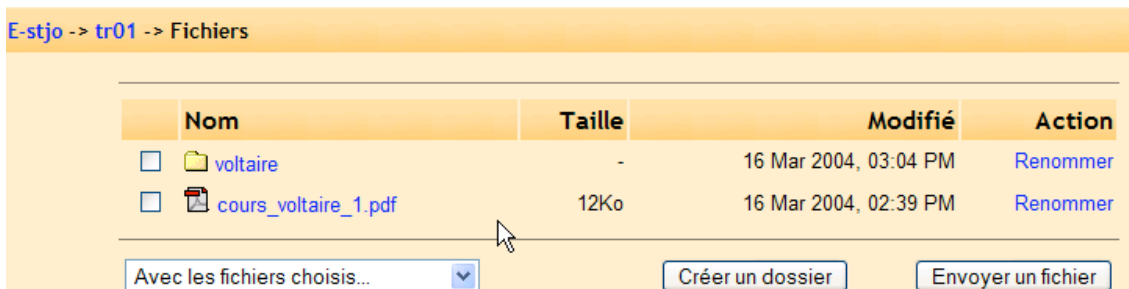 E-stjo -> tr01 -> Fichiers
Nom Taille Modifié Action
voltaire - 16 Mar 2004, 03:04 PM Renommer
cours_voltaire_1.pdf 12Ko 16 Mar 2004, 02:39 PM Renommer
Avec les fichiers choisis... Créer un dossier Envoyer un fichier